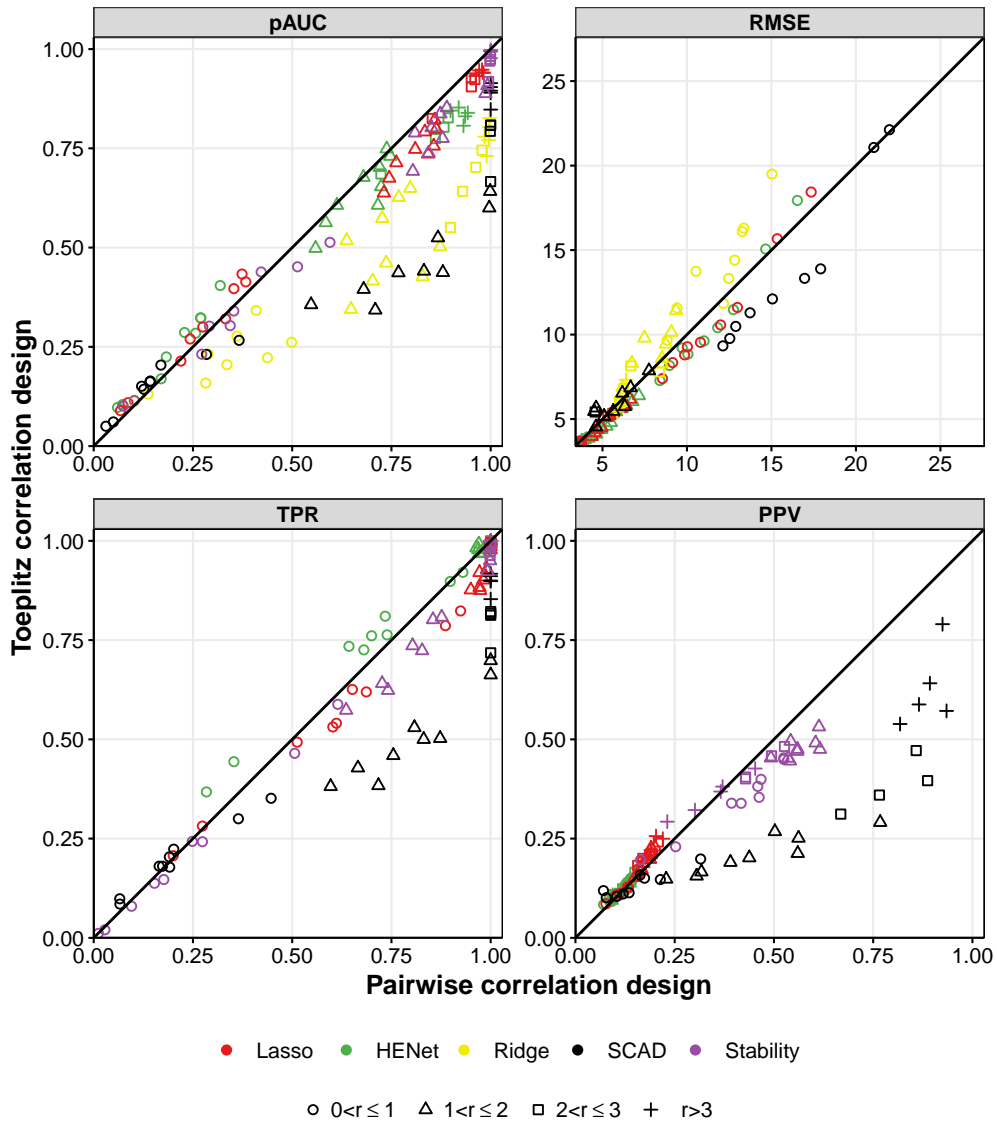 pAUC
RMSE
1.00
0.75
0.50
0.25
0.00
0.00 0.25 0.50 0.75 1.00
25
20
15
10
5
5 10 15 20 25
TPR
PPV
1.00
0.75
0.50
0.25
0.00
0.00 0.25 0.50 0.75 1.00
1.00
0.75
0.50
0.25
0.00
0.00 0.25 0.50 0.75 1.00
Toeplitz correlation design
Pairwise correlation design
Lasso HENet Ridge SCAD Stability
0<r ≤ 1 1<r ≤ 2 2<r ≤ 3 r>3